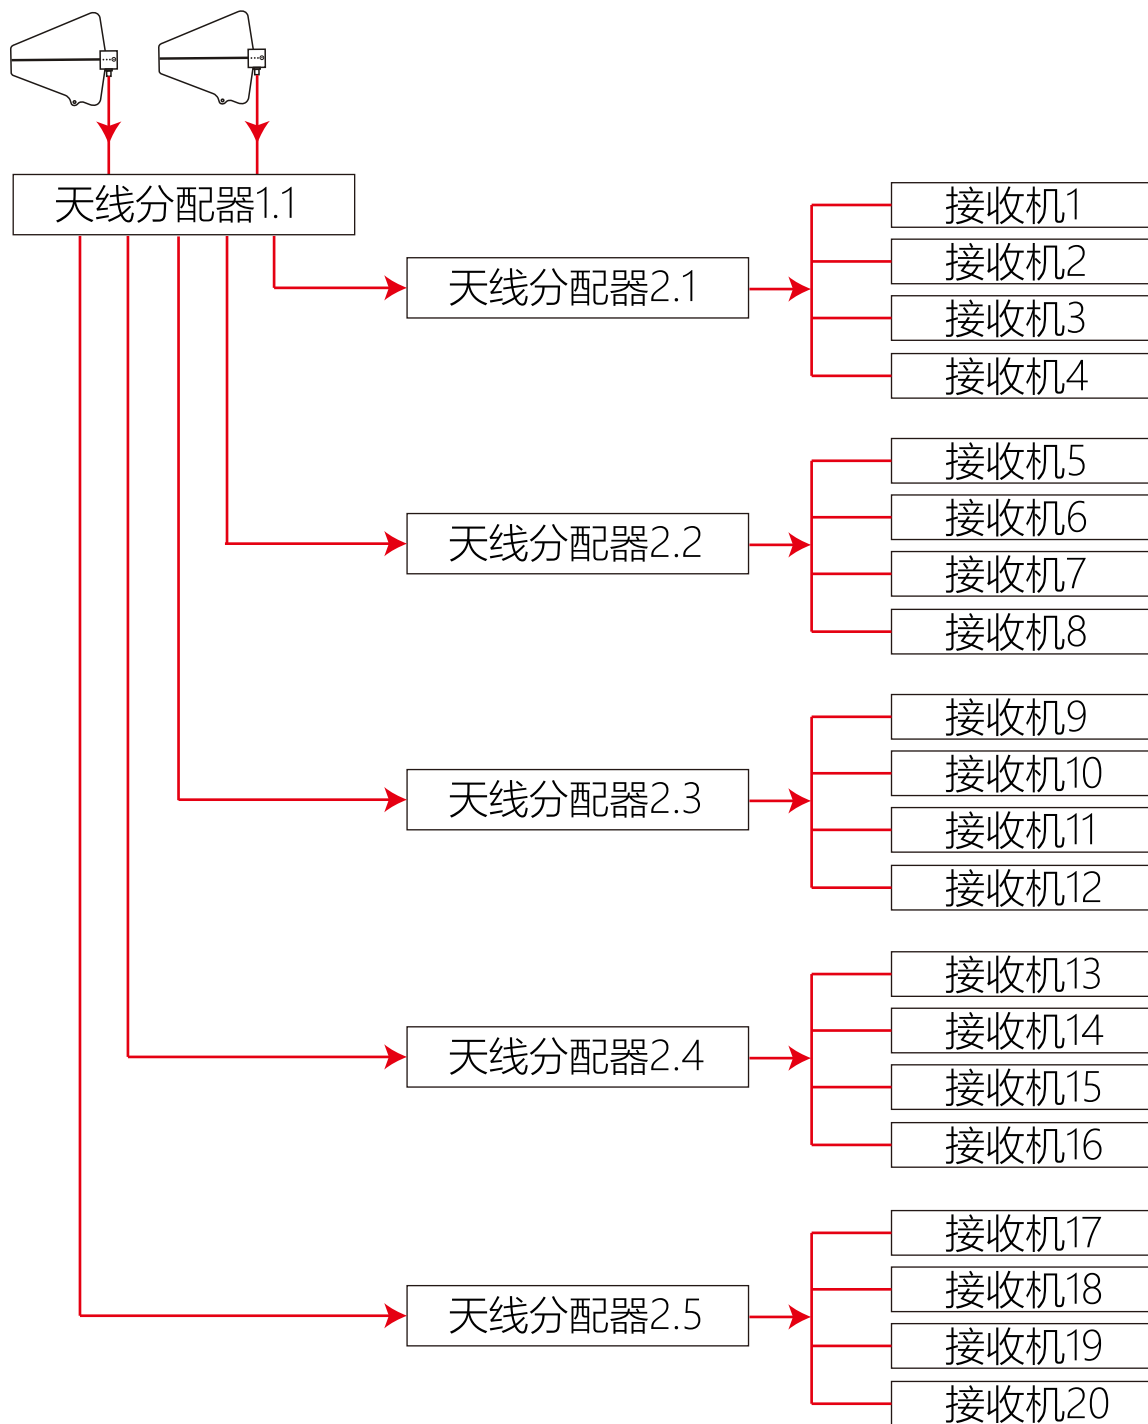 天线分配器1.1
天线分配器2.1
接收机1
接收机2
接收机3
接收机4
天线分配器2.2
接收机5
接收机6
接收机7
接收机8
天线分配器2.3
接收机9
接收机10
接收机11
接收机12
天线分配器2.4
接收机13
接收机14
接收机15
接收机16
天线分配器2.5
接收机17
接收机18
接收机19
接收机20